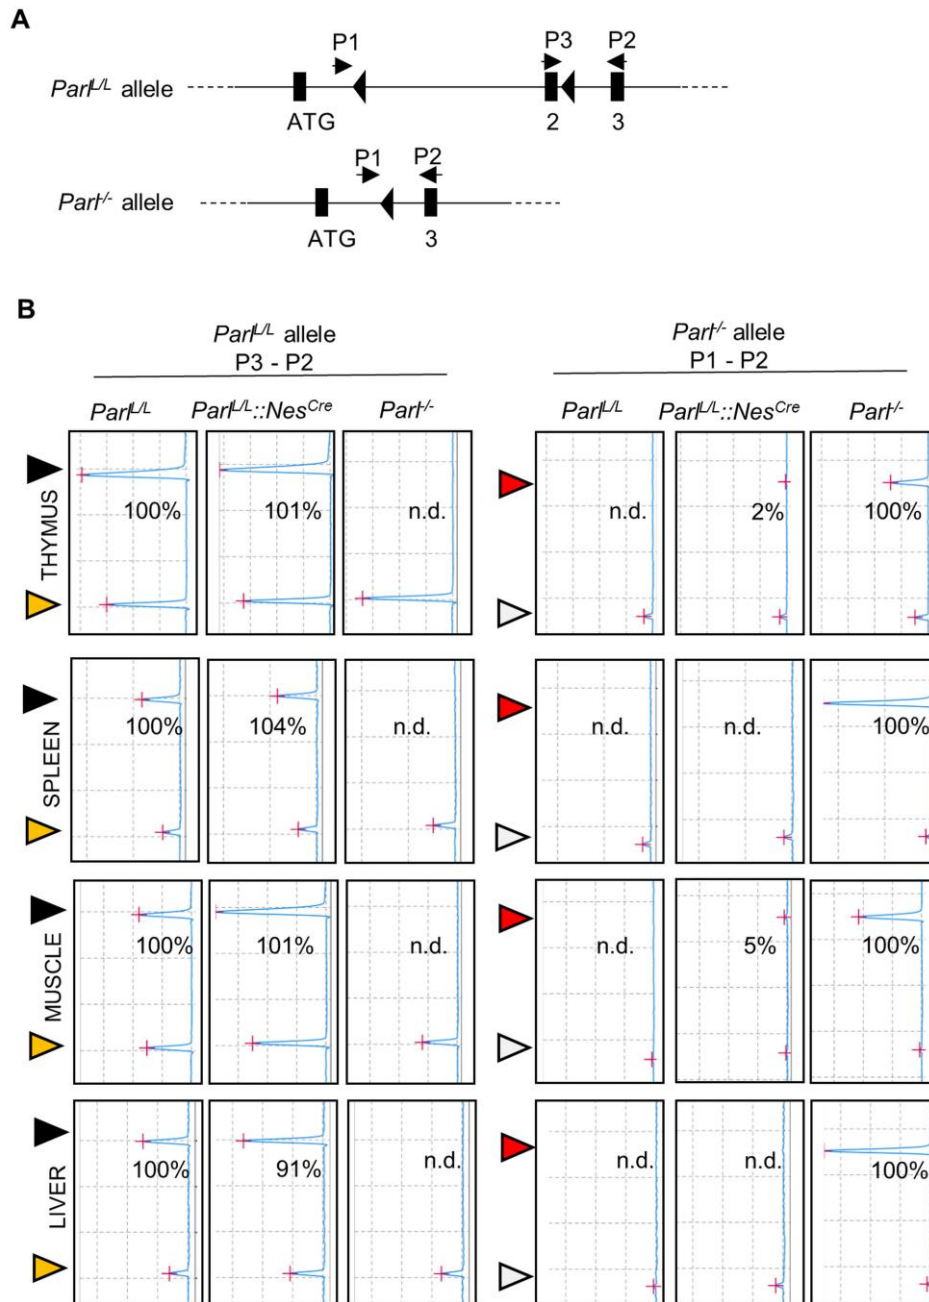 A
P1
P3
P2
Parl^L/L allele
ATG
2
3
P1
P2
Parl^-/- allele
ATG
3
B
Parl^L/L allele
P3 - P2
Parl^-/- allele
P1 - P2
Parl^L/L
Parl^L/L::Nes^Cre
Parl^-/-
Parl^L/L
Parl^L/L::Nes^Cre
Parl^-/-
THYMUS
100%
101%
n.d.
n.d.
2%
100%
SPLEEN
100%
104%
n.d.
n.d.
n.d.
100%
MUSCLE
100%
101%
n.d.
n.d.
5%
100%
LIVER
100%
91%
n.d.
n.d.
n.d.
100%